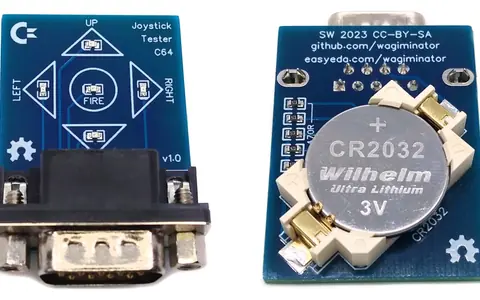 UP
Joystick
Tester
C64
LEFT
FIRE
RIGHT
v1.0
SW 2023 CC-BY-SA
github.com/wagiminator
easyeda.com/wagiminator
70R
+
CR2032
Wilhelm
Ultra Lithium
3V
CR2032